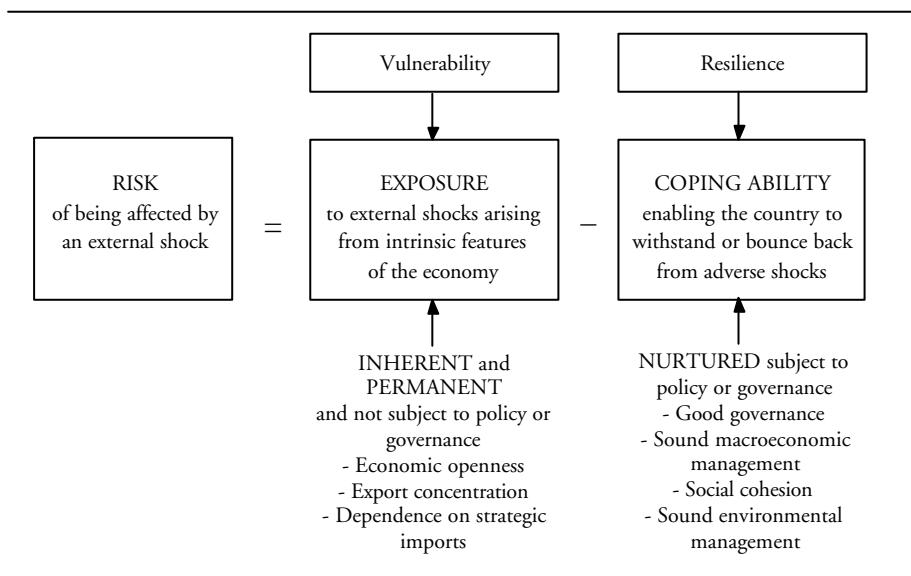 Vulnerability
Resilience
RISK
of being affected by
an external shock
=
EXPOSURE
to external shocks arising
from intrinsic features
of the economy
–
COPING ABILITY
enabling the country to
withstand or bounce back
from adverse shocks
INHERENT and
PERMANENT
and not subject to policy or
governance
- Economic openness
- Export concentration
- Dependence on strategic
imports
NURTURED subject to
policy or governance
- Good governance
- Sound macroeconomic
management
- Social cohesion
- Sound environmental
management